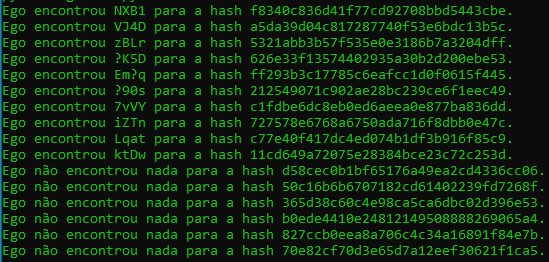 Ego encontrou NXB1 para a hash f8340c836d41f77cd92708bbd5443cbe.
Ego encontrou VJ4D para a hash a5da39d04c817287740f53e6bdc13b5c.
Ego encontrou zBLr para a hash 5321abb3b57f535e0e3186b7a3204dff.
Ego encontrou ?K5D para a hash 626e33f13574402935a30b2d200ebe53.
Ego encontrou Em?q para a hash ff293b3c17785c6eafcc1d0f0615f445.
Ego encontrou ?90s para a hash 212549071c902ae28bc239ce6f1eec49.
Ego encontrou 7vVY para a hash c1fdbe6dc8eb0ed6aeea0e877ba836dd.
Ego encontrou iZTn para a hash 727578e6768a6750ada716f8dbb0e47c.
Ego encontrou Lqat para a hash c77e40f417dc4ed074b1df3b916f85c9.
Ego encontrou ktDw para a hash 11cd649a72075e28384bce23c72c253d.
Ego não encontrou nada para a hash d58cec0b1bf65176a49ea2cd4336cc06.
Ego não encontrou nada para a hash 50c16b6b6707182cd61402239fd7268f.
Ego não encontrou nada para a hash 365d38c60c4e98ca5ca6dbc02d396e53.
Ego não encontrou nada para a hash b0ede4410e24812149508888269065a4.
Ego não encontrou nada para a hash 827ccb0eea8a706c4c34a16891f84e7b.
Ego não encontrou nada para a hash 70e82cf70d3e65d7a12eef30621f1ca5.